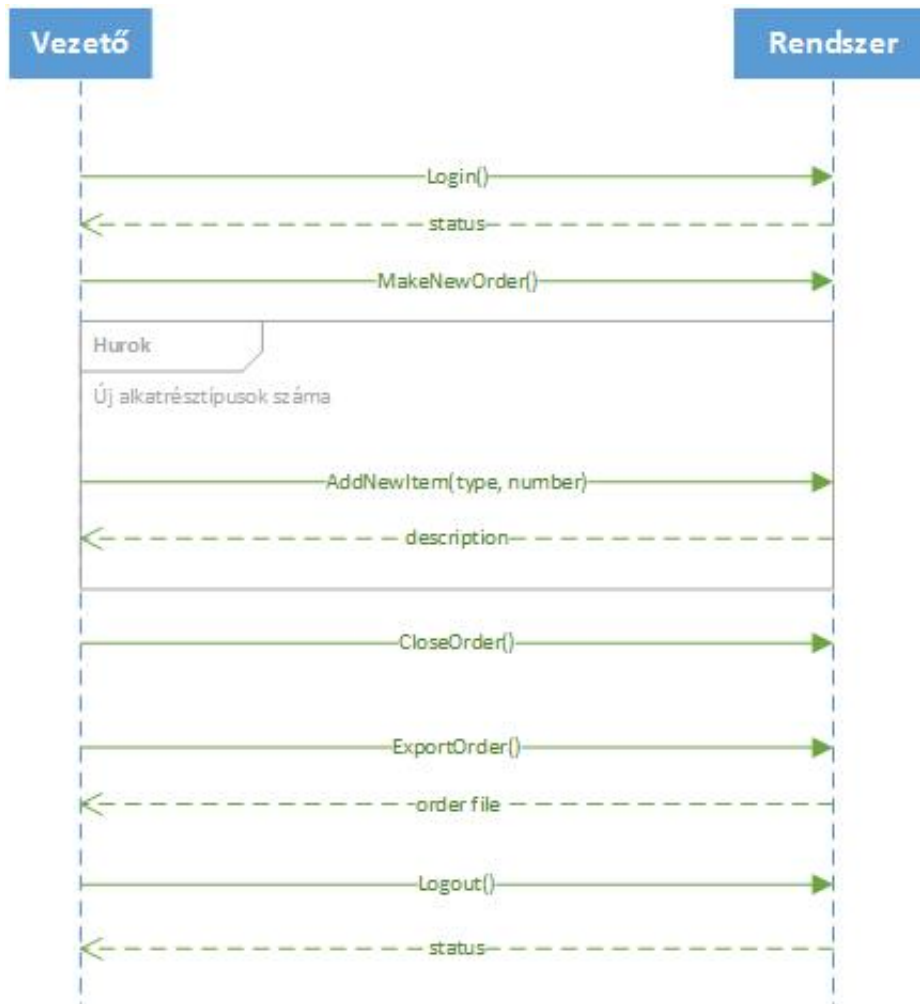 Vezető
Rendszer
Login()
status
MakeNewOrder()
Hurok
Új alkatrésztípusok száma
AddNewItem(type, number)
description
CloseOrder()
ExportOrder()
order file
Logout()
status